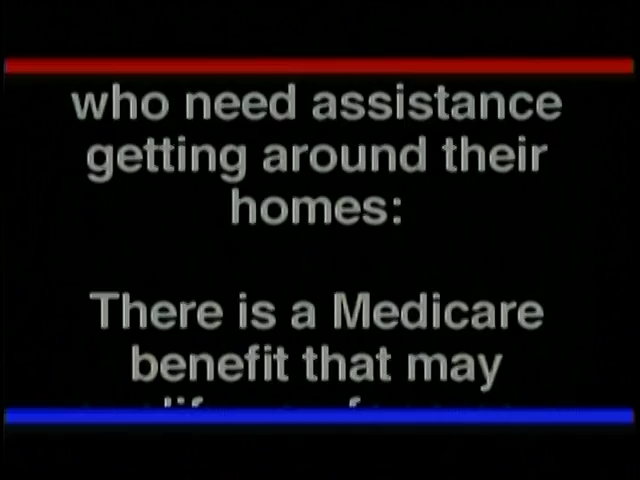 who need assistance
getting around their
homes:
There is a Medicare
benefit that may